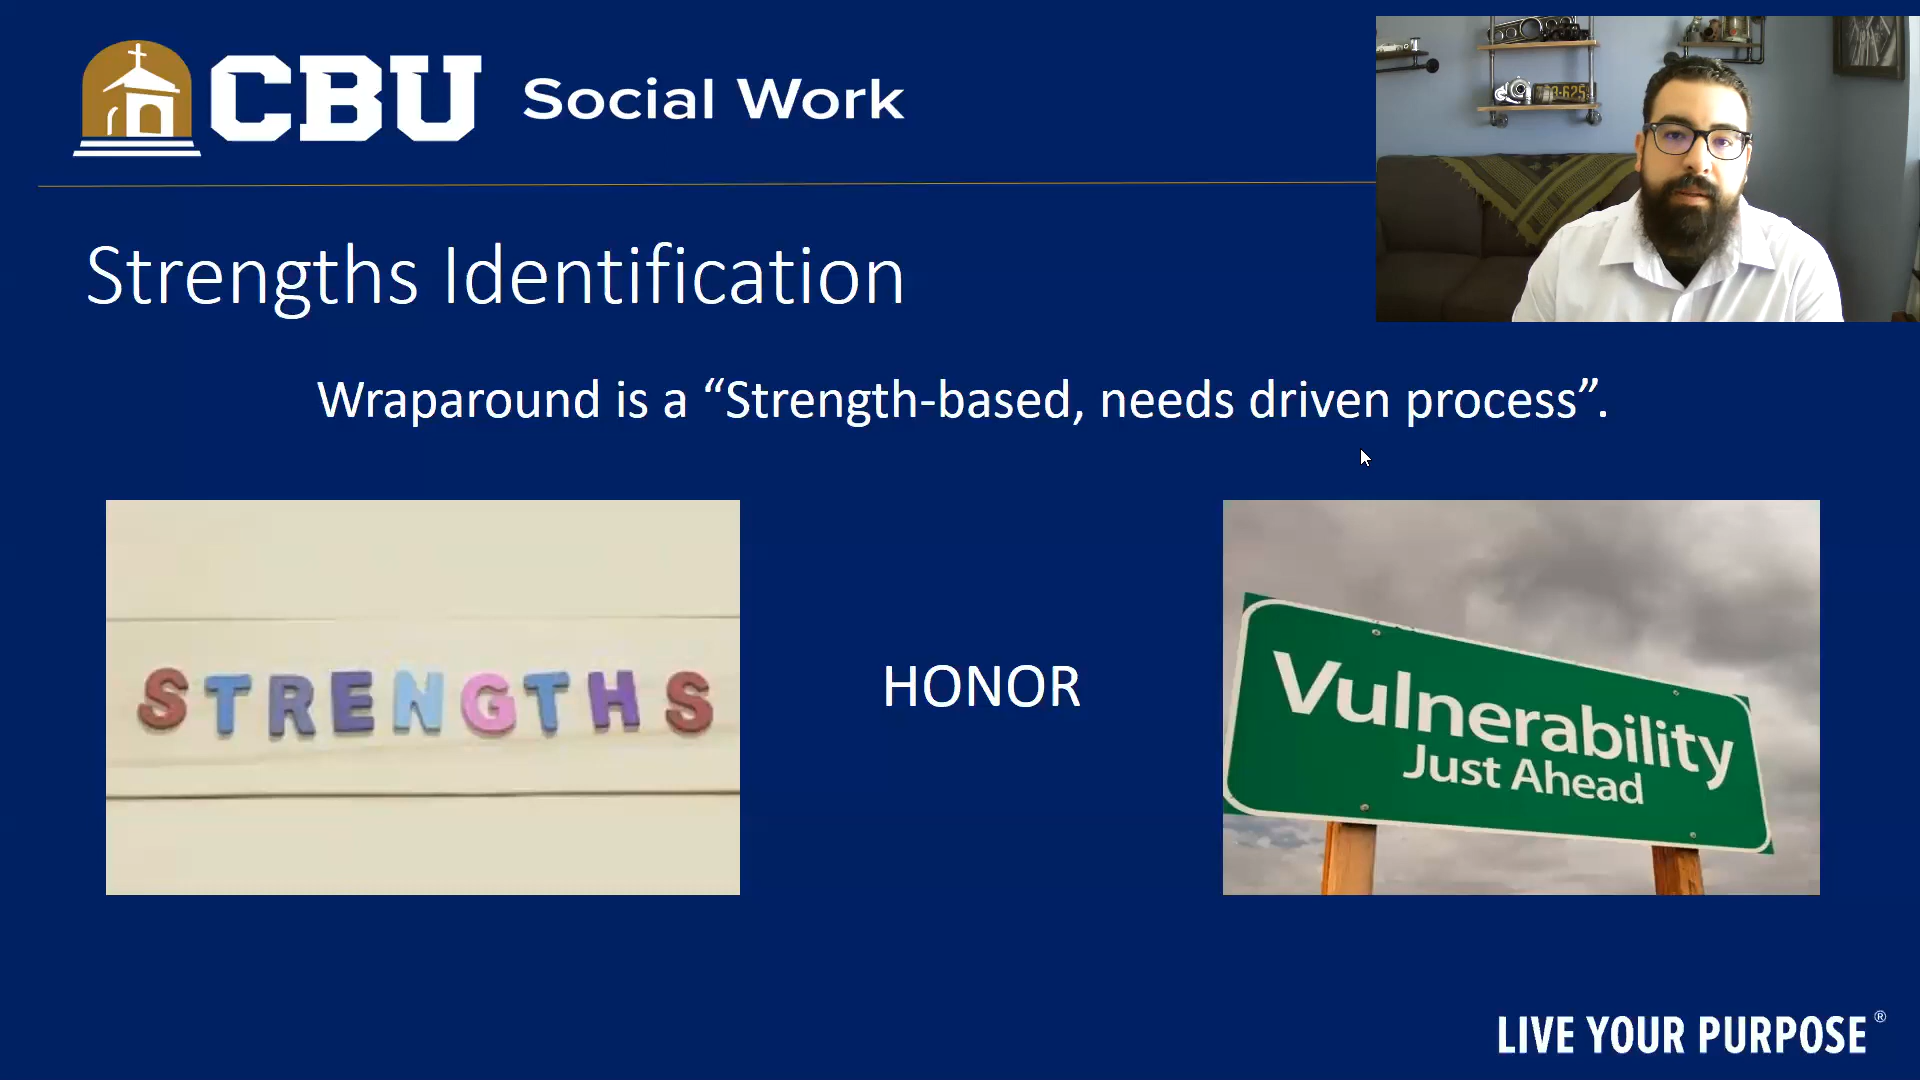 CBU Social Work
Strengths Identification
Wraparound is a “Strength-based, needs driven process”.
STRENGTHS
HONOR
Vulnerability
Just Ahead
LIVE YOUR PURPOSE®